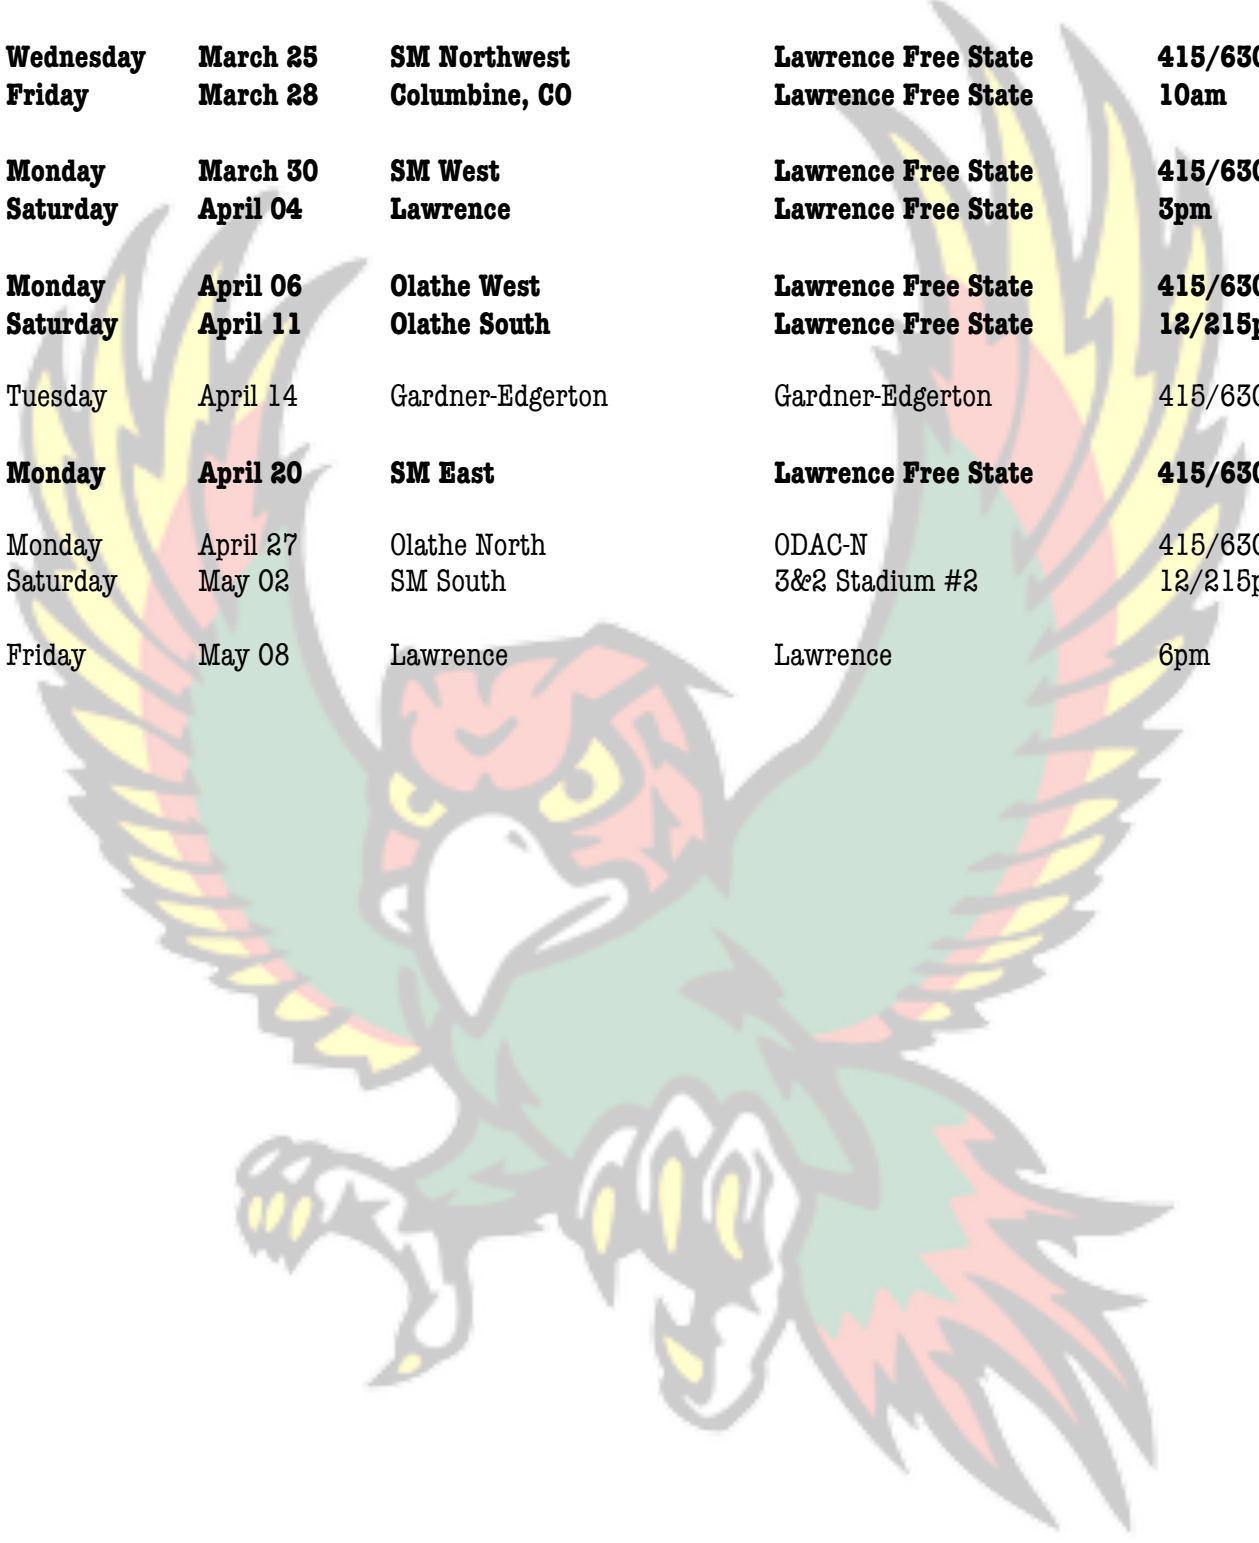 Wednesday March 25 SM Northwest Lawrence Free State 415/630
Friday March 28 Columbine, CO Lawrence Free State 10am
Monday March 30 SM West Lawrence Free State 415/630
Saturday April 04 Lawrence Lawrence Free State 3pm
Monday April 06 Olathe West Lawrence Free State 415/630
Saturday April 11 Olathe South Lawrence Free State 12/215p
Tuesday April 14 Gardner-Edgerton Gardner-Edgerton 415/630
Monday April 20 SM East Lawrence Free State 415/630
Monday April 27 Olathe North ODAC-N 415/630
Saturday May 02 SM South 3&2 Stadium #2 12/215p
Friday May 08 Lawrence Lawrence 6pm